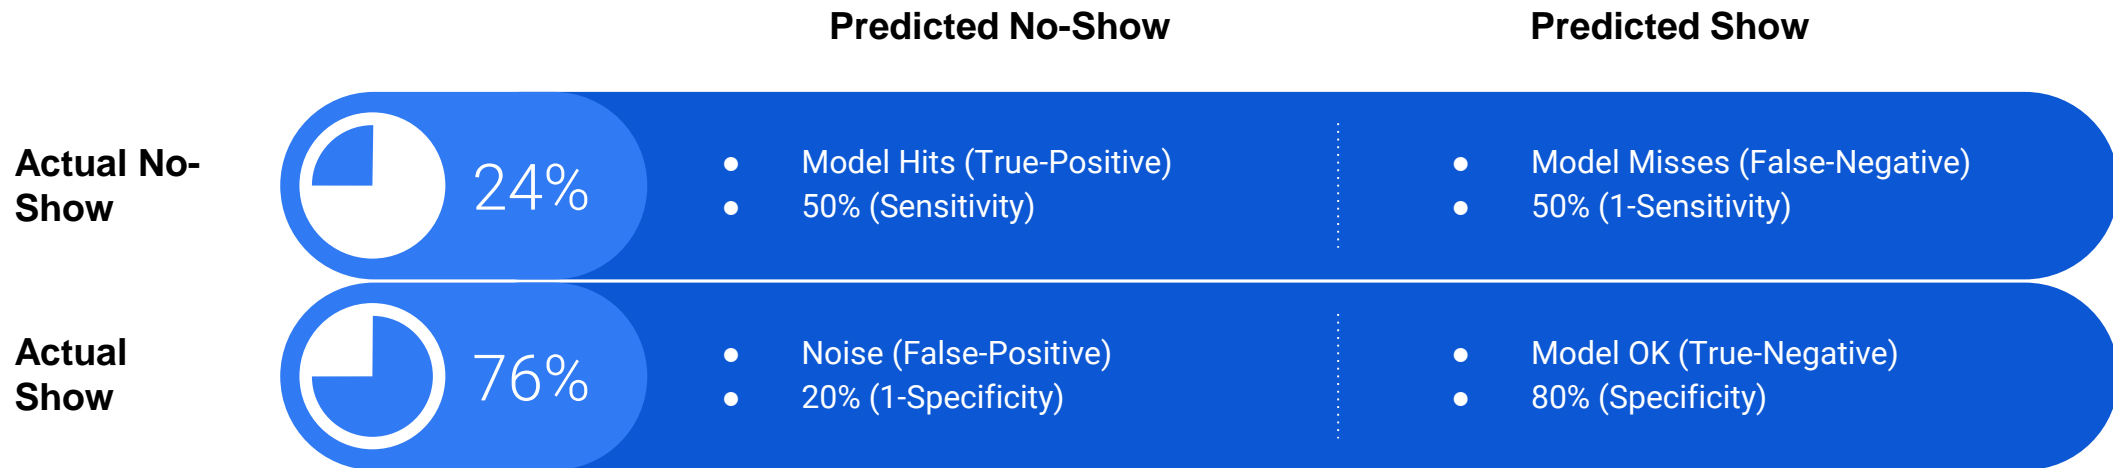 Predicted No-Show
Predicted Show
Actual No-
Show
24%
● Model Hits (True-Positive)
● 50% (Sensitivity)
● Model Misses (False-Negative)
● 50% (1-Sensitivity)
Actual
Show
76%
● Noise (False-Positive)
● 20% (1-Specificity)
● Model OK (True-Negative)
● 80% (Specificity)